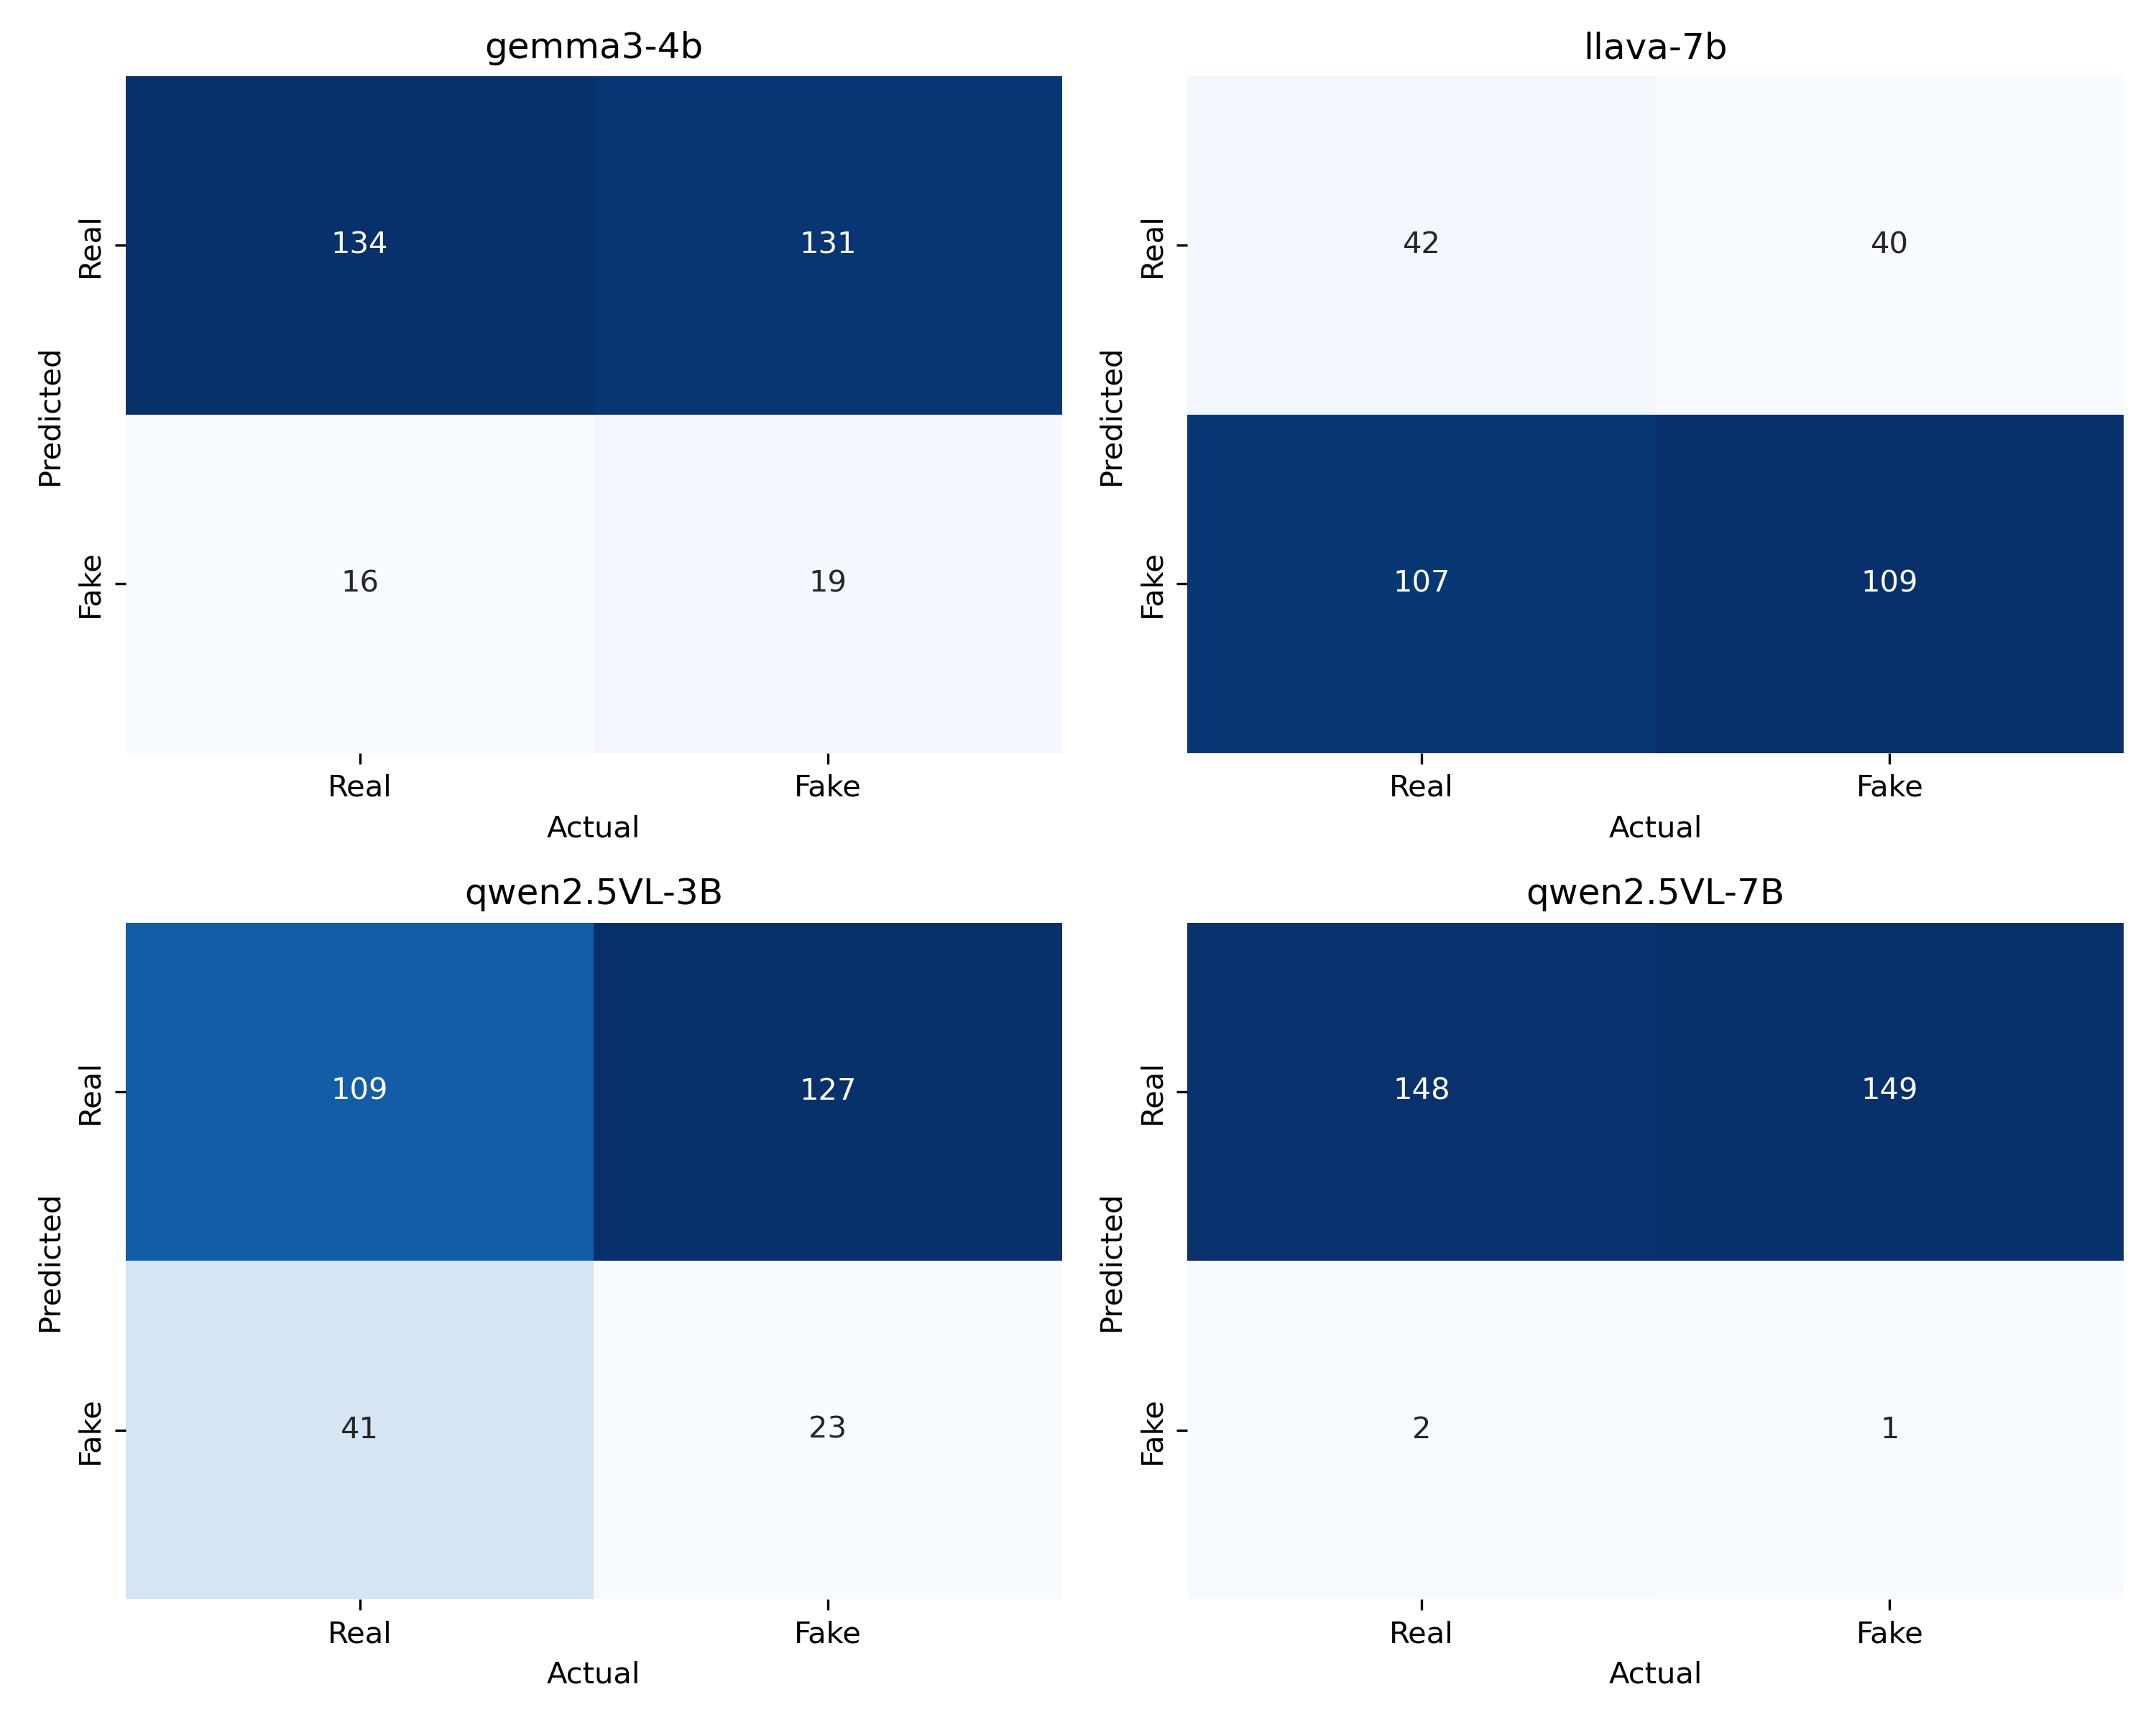 gemma3-4b
Predicted
Real
134
131
Fake
16
19
Real
Fake
Actual
llava-7b
Predicted
Real
42
40
Fake
107
109
Real
Fake
Actual
qwen2.5VL-3B
Predicted
Real
109
127
Fake
41
23
Real
Fake
Actual
qwen2.5VL-7B
Predicted
Real
148
149
Fake
2
1
Real
Fake
Actual